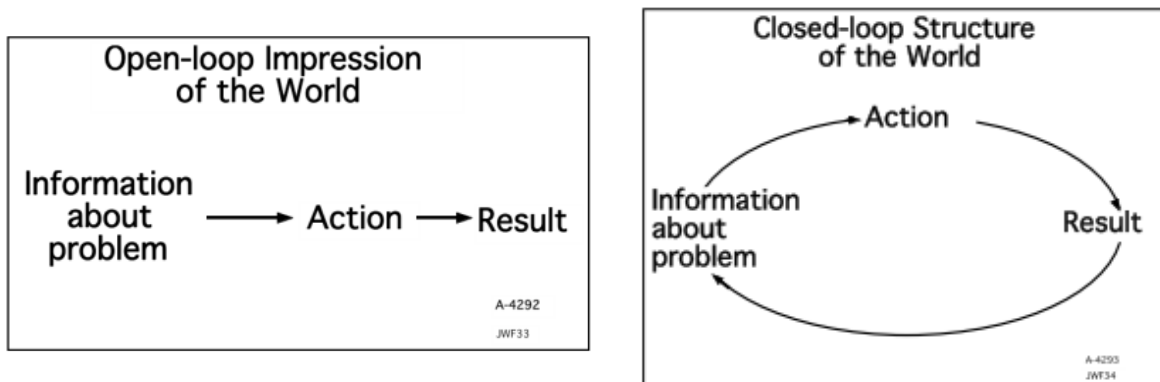 Open-loop Impression
of the World
Information
about
problem
Action
Result
A-4292
JWF33
Closed-loop Structure
of the World
Action
Information
about
problem
Result
A-4293
JWF34